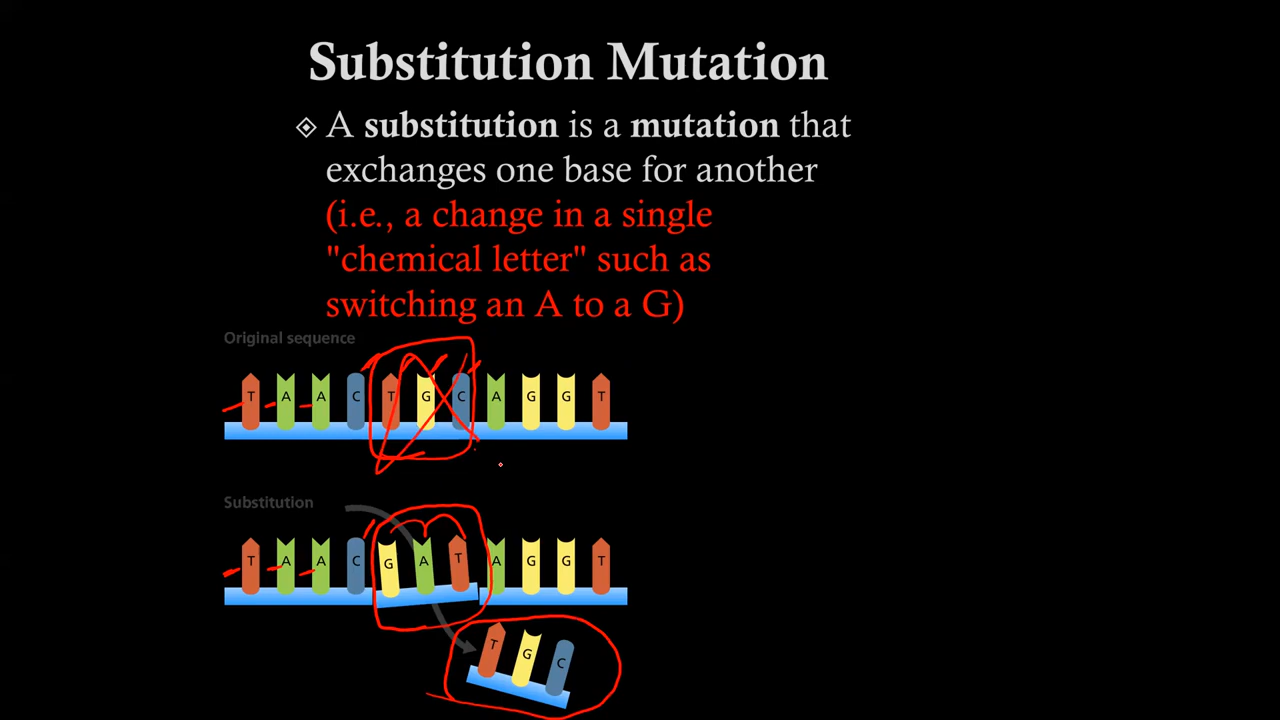 Substitution Mutation
A substitution is a mutation that
exchanges one base for another
(i.e., a change in a single
"chemical letter" such as
switching an A to a G)
Original sequence
T A A C T G C A G G T
Substitution
T A A C G A T A G G T
T G C